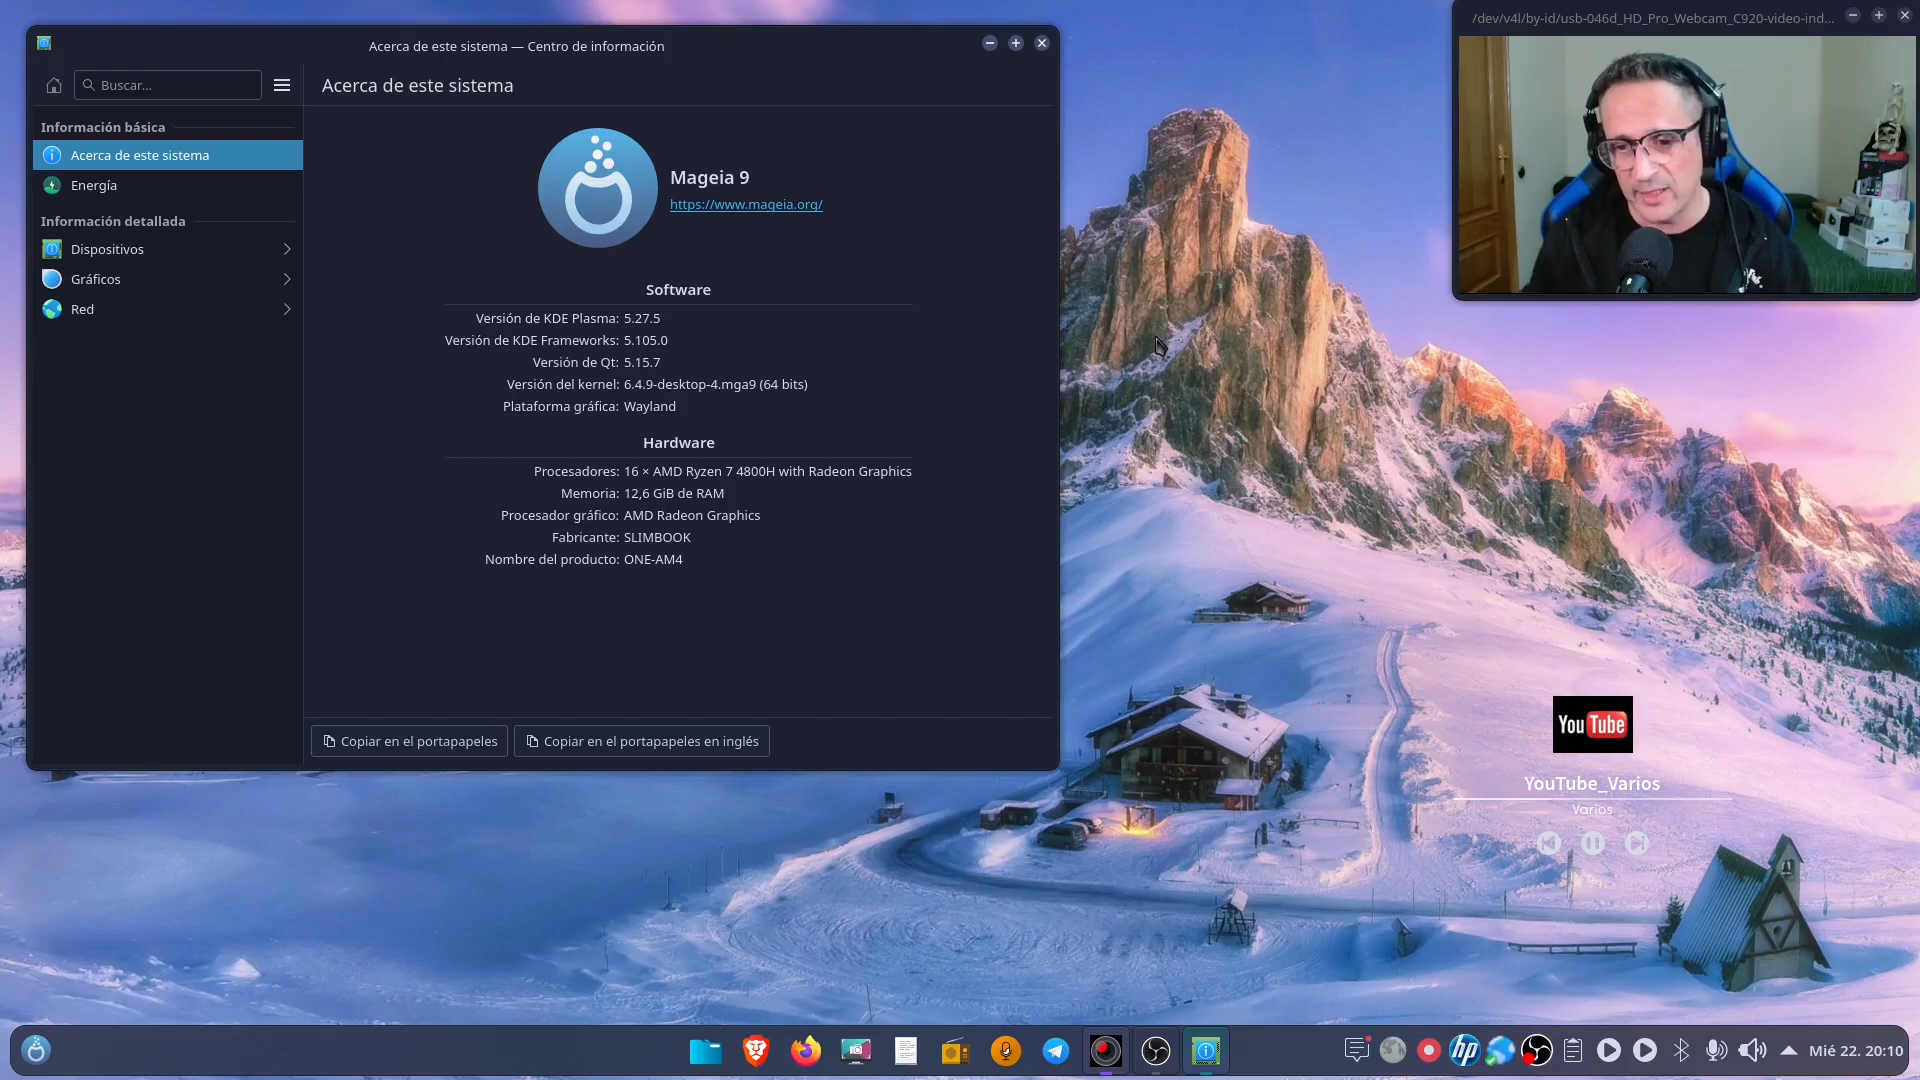 Acerca de este sistema — Centro de información
Buscar...
Acerca de este sistema
Información básica
Acerca de este sistema
Energía
Información detallada
Dispositivos
Gráficos
Red
Mageia 9
https://www.mageia.org/
Software
Versión de KDE Plasma: 5.27.5
Versión de KDE Frameworks: 5.105.0
Versión de Qt: 5.15.7
Versión del kernel: 6.4.9-desktop-4.mga9 (64 bits)
Plataforma gráfica: Wayland
Hardware
Procesadores: 16 × AMD Ryzen 7 4800H with Radeon Graphics
Memoria: 12,6 GiB de RAM
Procesador gráfico: AMD Radeon Graphics
Fabricante: SLIMBOOK
Nombre del producto: ONE-AM4
Copiar en el portapapeles
Copiar en el portapapeles en inglés
/dev/v4l/by-id/usb-046d_HD_Pro_Webcam_C920-video-ind...
YouTube
YouTube_Varios
Varios
hp
Mié 22. 20:10